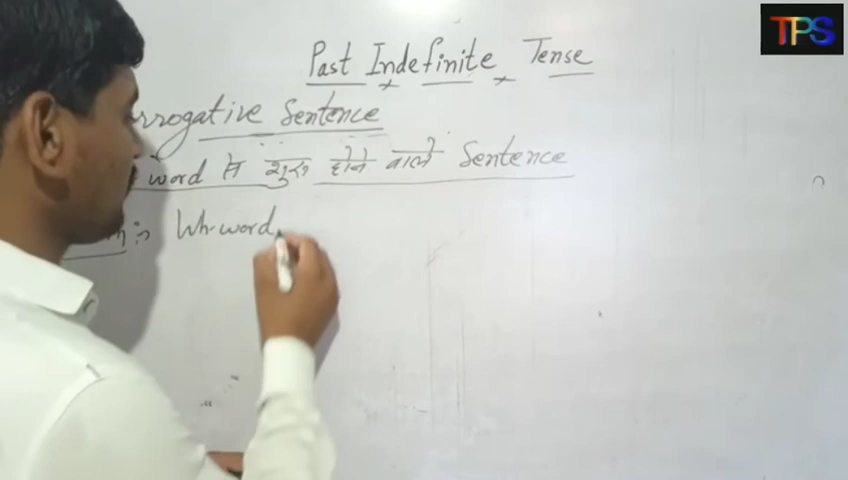 TPS
Past Indefinite Tense
rrogative Sentence
word से शुरू होने वाले Sentence
:- Wh-word